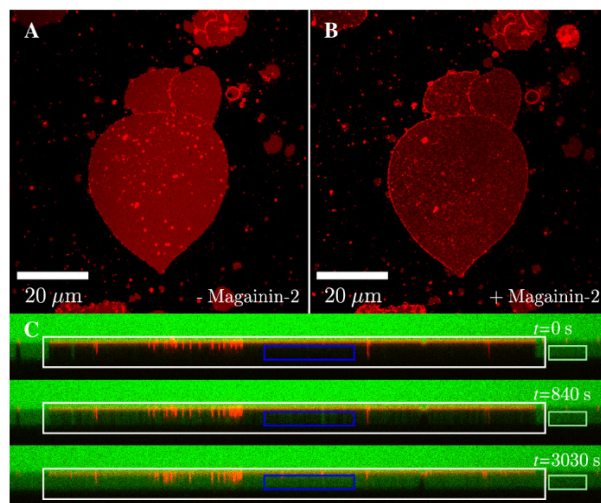 A
B
20 μm
- Magainin-2
20 μm
+ Magainin-2
C
t=0 s
t=840 s
t=3030 s